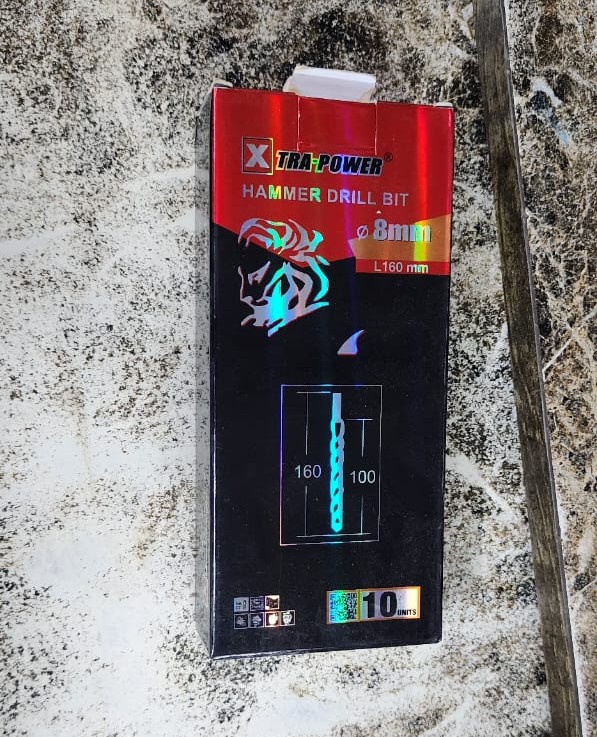 X TRA-POWER®
HAMMER DRILL BIT
ø 8mm
L160 mm
160
100
10 UNITS